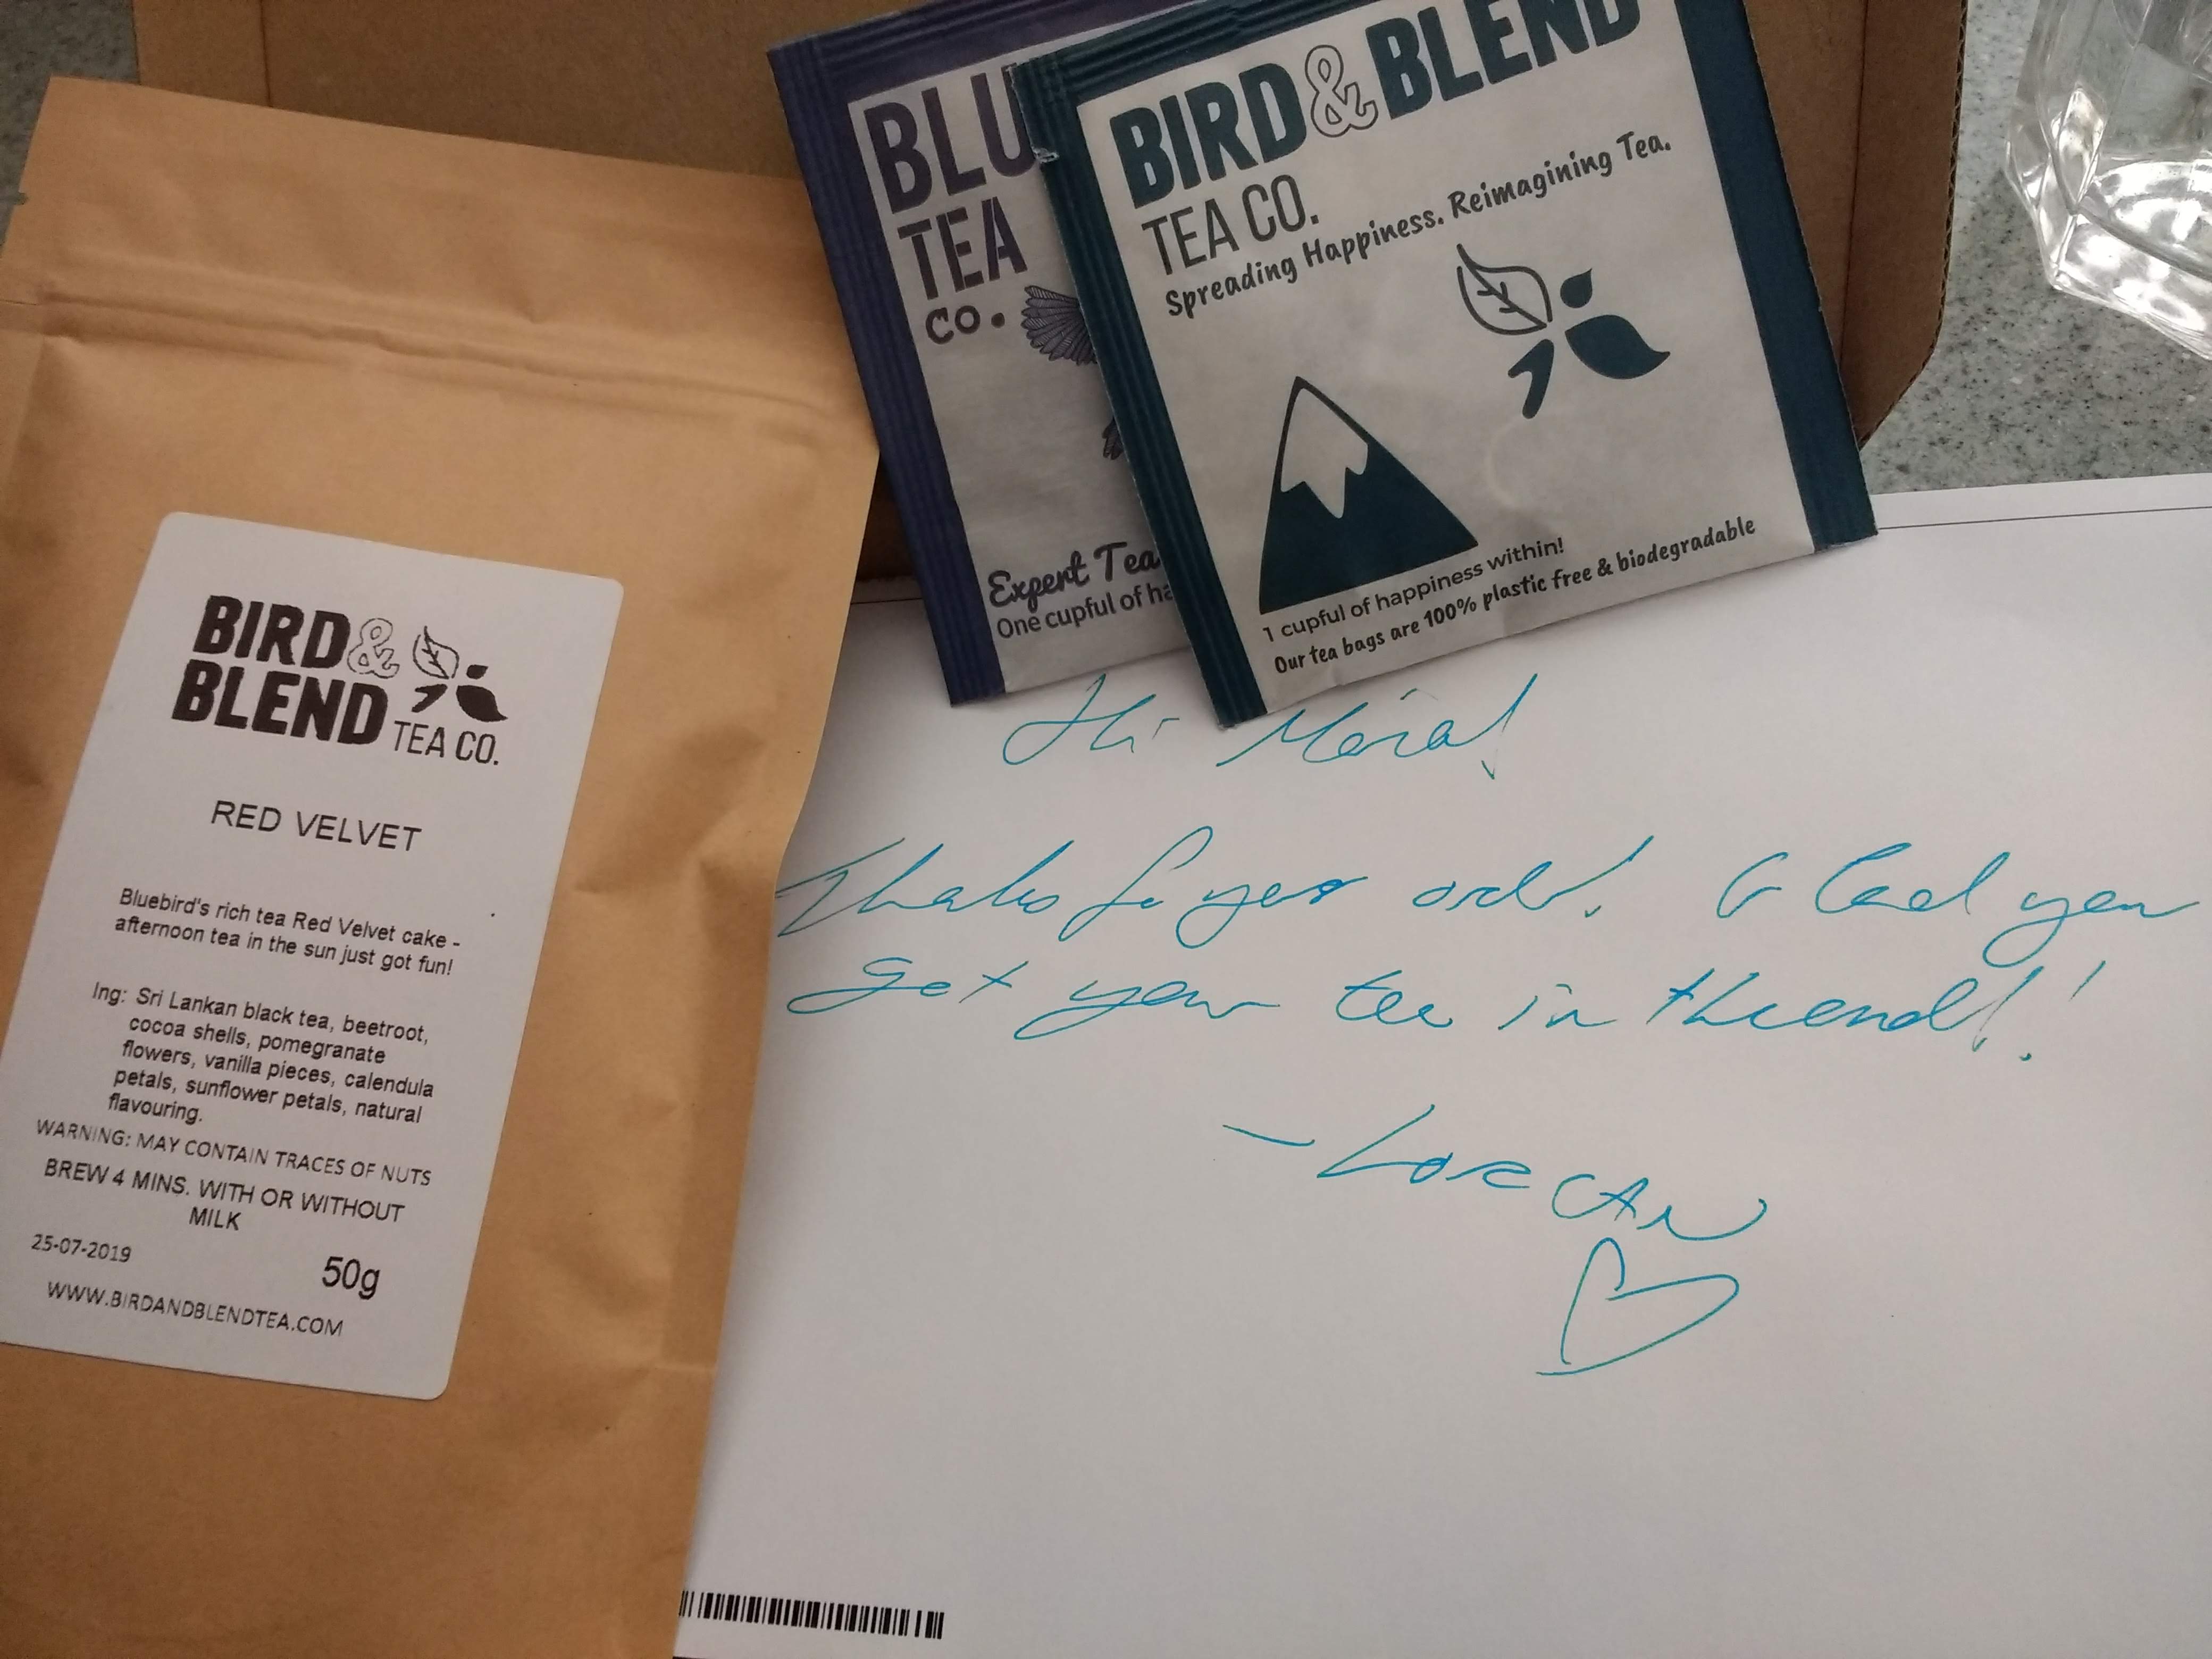 BLU
TEA
CO.
Expert Tea
One cupful of ha
BIRD & BLEND
TEA CO.
Spreading Happiness. Reimagining Tea.
1 cupful of happiness within!
Our tea bags are 100% plastic free & biodegradable
BIRD &
BLEND TEA CO.
RED VELVET
Bluebird's rich tea Red Velvet cake -
afternoon tea in the sun just got fun!
Ing: Sri Lankan black tea, beetroot,
cocoa shells, pomegranate
flowers, vanilla pieces, calendula
petals, sunflower petals, natural
flavouring.
WARNING: MAY CONTAIN TRACES OF NUTS
BREW 4 MINS. WITH OR WITHOUT
MILK
25-07-2019
50g
WWW.BIRDANDBLENDTEA.COM
Hi
Thanks for your order! Glad you
get your tea in the end!!